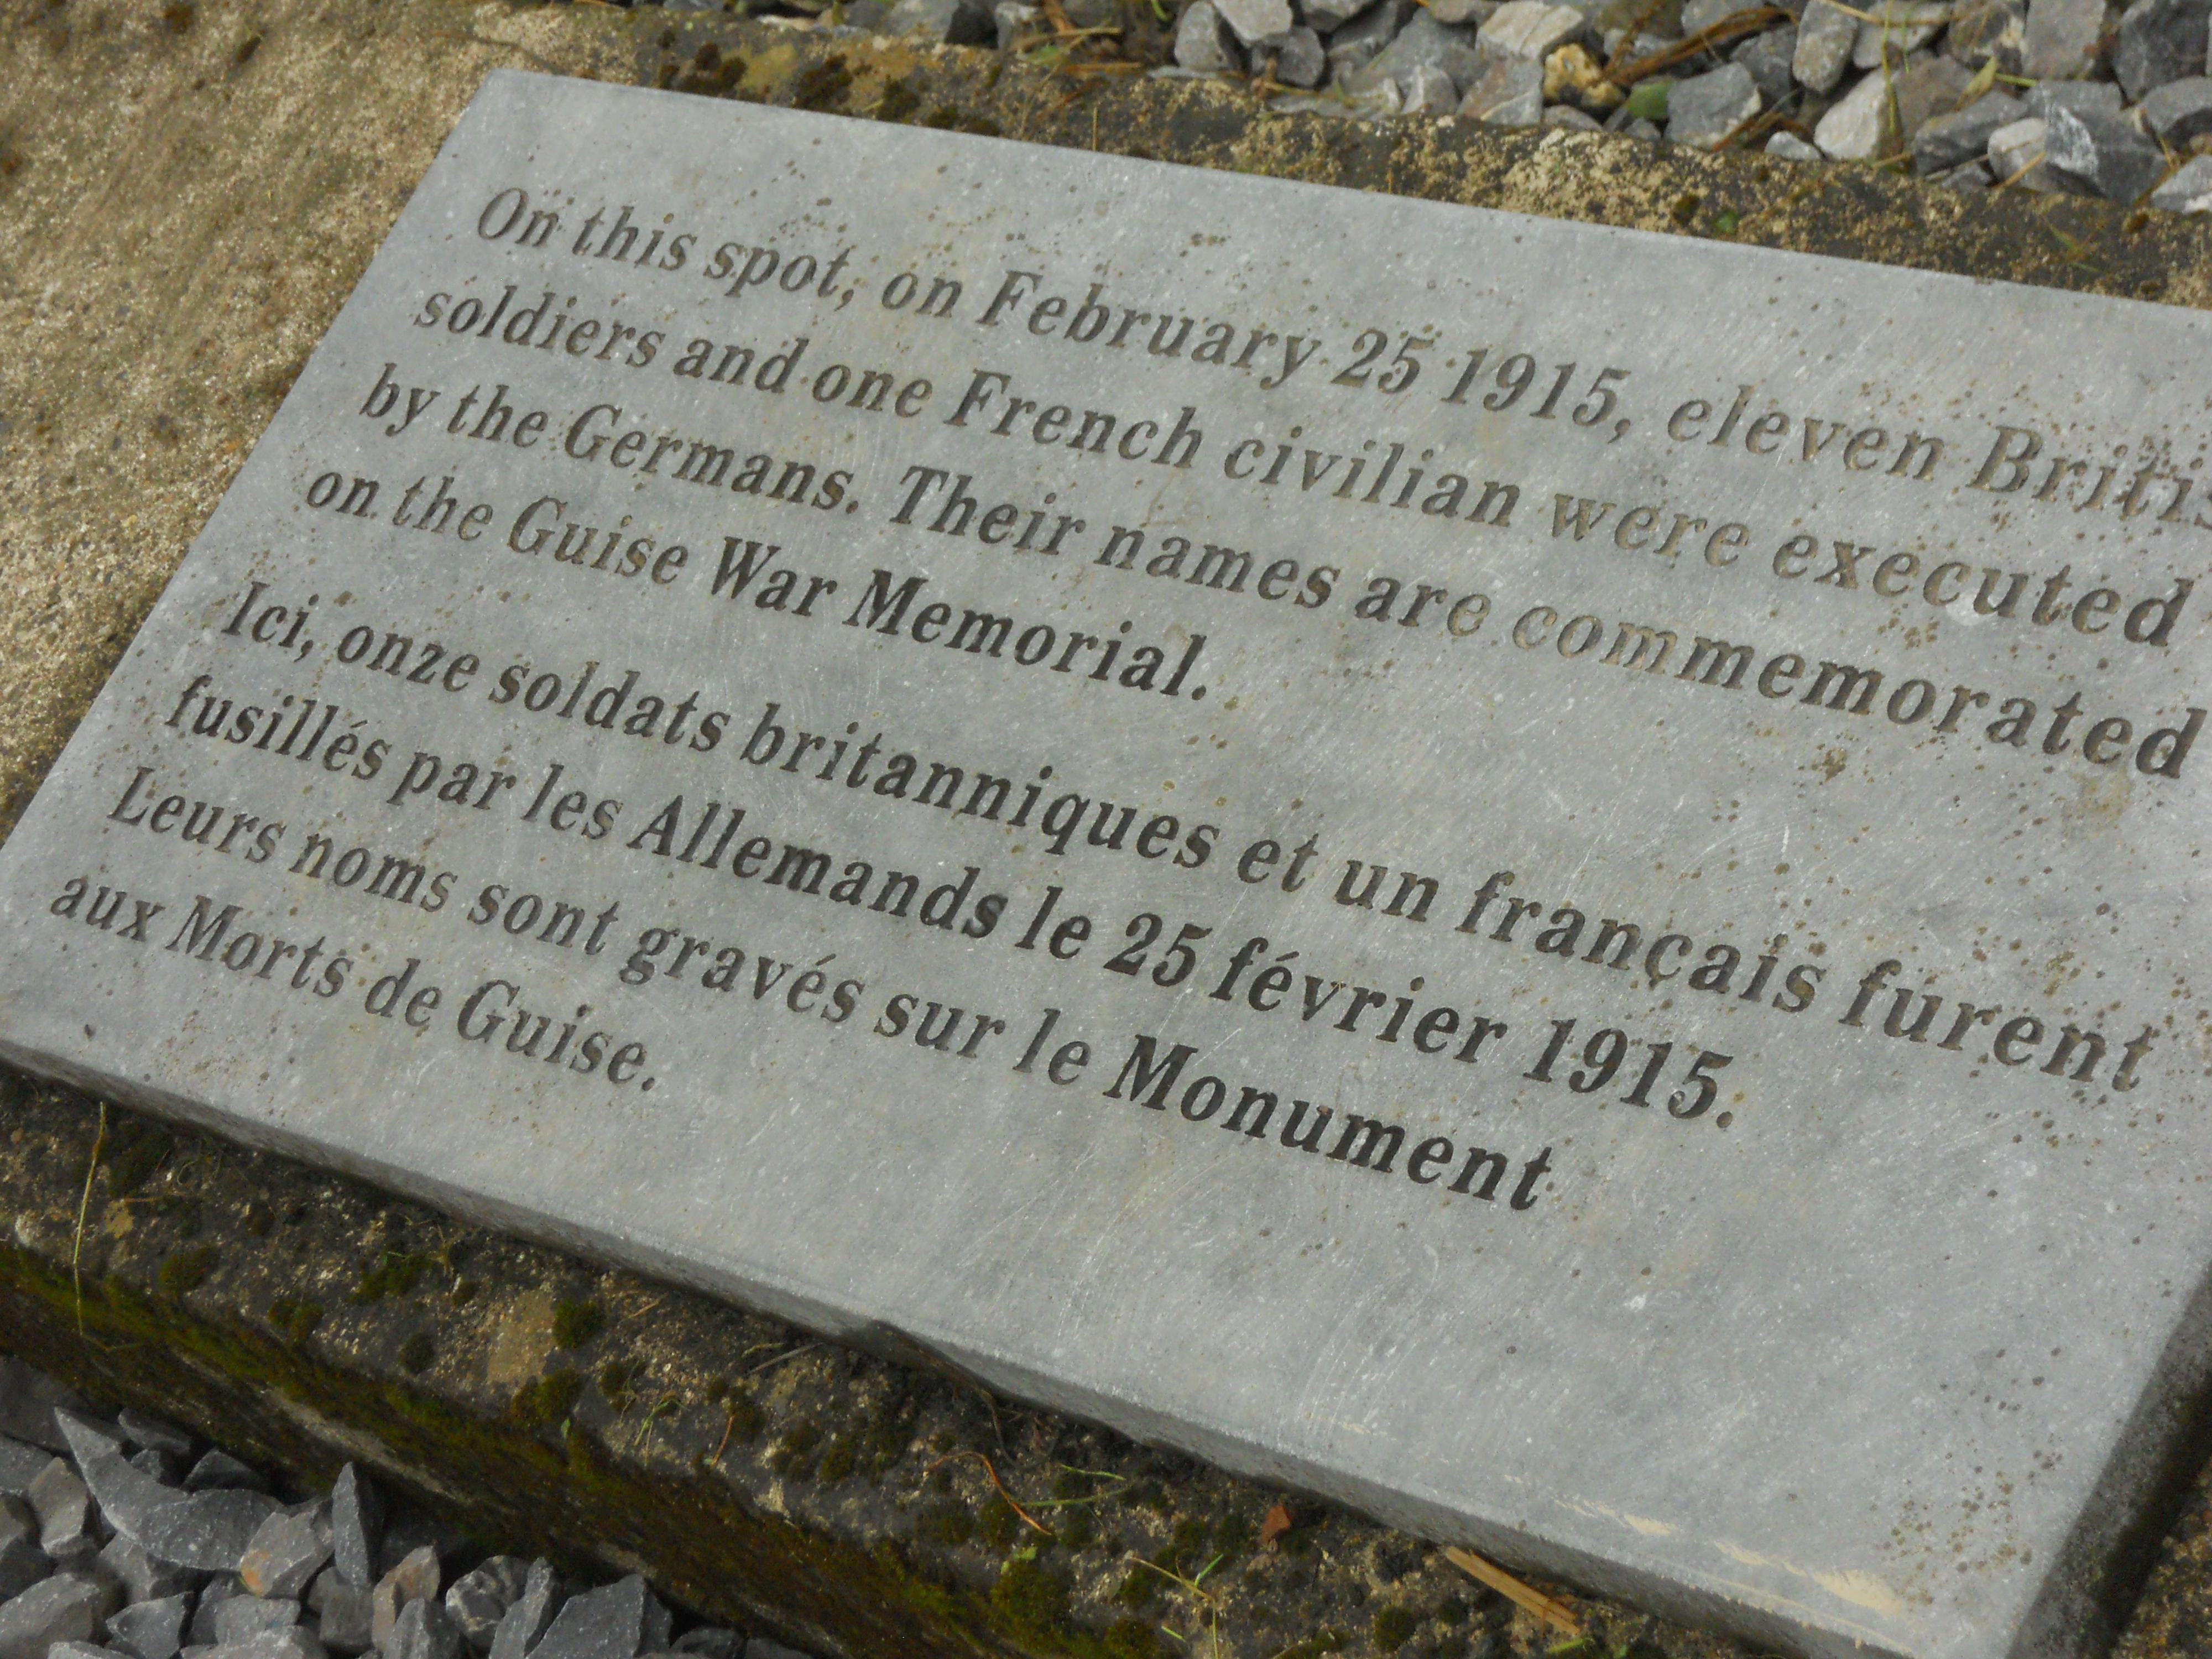 On this spot, on February 25 1915, eleven Britis
soldiers and one French civilian were executed
by the Germans. Their names are commemorated
on the Guise War Memorial.
Ici, onze soldats britanniques et un français furent
fusillés par les Allemands le 25 février 1915.
Leurs noms sont gravés sur le Monument
aux Morts de Guise.